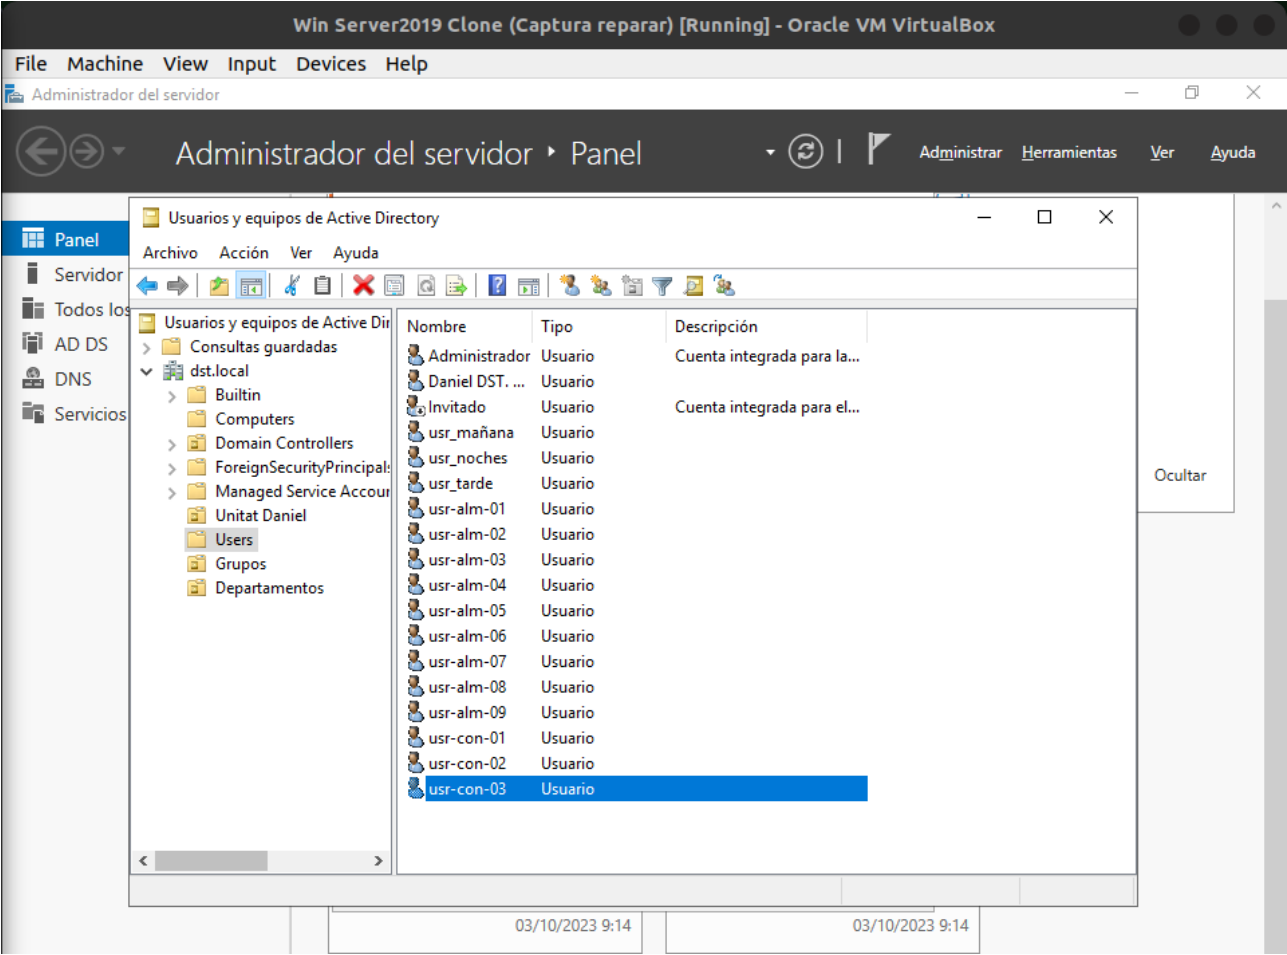 Win Server2019 Clone (Captura reparar) [Running] - Oracle VM VirtualBox
File Machine View Input Devices Help
Administrador del servidor
Administrador del servidor ‣ Panel
Administrar Herramientas Ver Ayuda
Panel
Servidor
Todos los
AD DS
DNS
Servicios
Usuarios y equipos de Active Directory
Archivo Acción Ver Ayuda
Usuarios y equipos de Active Dir
Consultas guardadas
dst.local
Builtin
Computers
Domain Controllers
ForeignSecurityPrincipals
Managed Service Accour
Unitat Daniel
Users
Grupos
Departamentos
Nombre Tipo Descripción
Administrador Usuario Cuenta integrada para la...
Daniel DST. ... Usuario
Invitado Usuario Cuenta integrada para el...
usr_mañana Usuario
usr_noches Usuario
usr_tarde Usuario
usr-alm-01 Usuario
usr-alm-02 Usuario
usr-alm-03 Usuario
usr-alm-04 Usuario
usr-alm-05 Usuario
usr-alm-06 Usuario
usr-alm-07 Usuario
usr-alm-08 Usuario
usr-alm-09 Usuario
usr-con-01 Usuario
usr-con-02 Usuario
usr-con-03 Usuario
Ocultar
03/10/2023 9:14
03/10/2023 9:14